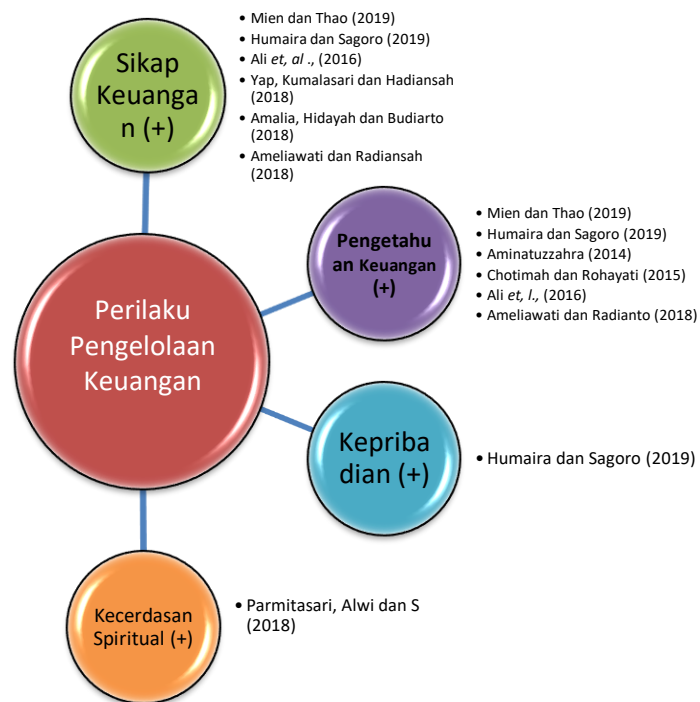 Sikap
Keuanga
n (+)
• Mien dan Thao (2019)
• Humaira dan Sagoro (2019)
• Ali et, al ., (2016)
• Yap, Kumalasari dan Hadiansah
(2018)
• Amalia, Hidayah dan Budiarto
(2018)
• Ameliawati dan Radiansah
(2018)
Pengetahu
an Keuangan
(+)
• Mien dan Thao (2019)
• Humaira dan Sagoro (2019)
• Aminatuzzahra (2014)
• Chotimah dan Rohayati (2015)
• Ali et, l., (2016)
• Ameliawati dan Radianto (2018)
Perilaku
Pengelolaan
Keuangan
Kepriba
dian (+)
• Humaira dan Sagoro (2019)
Kecerdasan
Spiritual (+)
• Parmitasari, Alwi dan S
(2018)